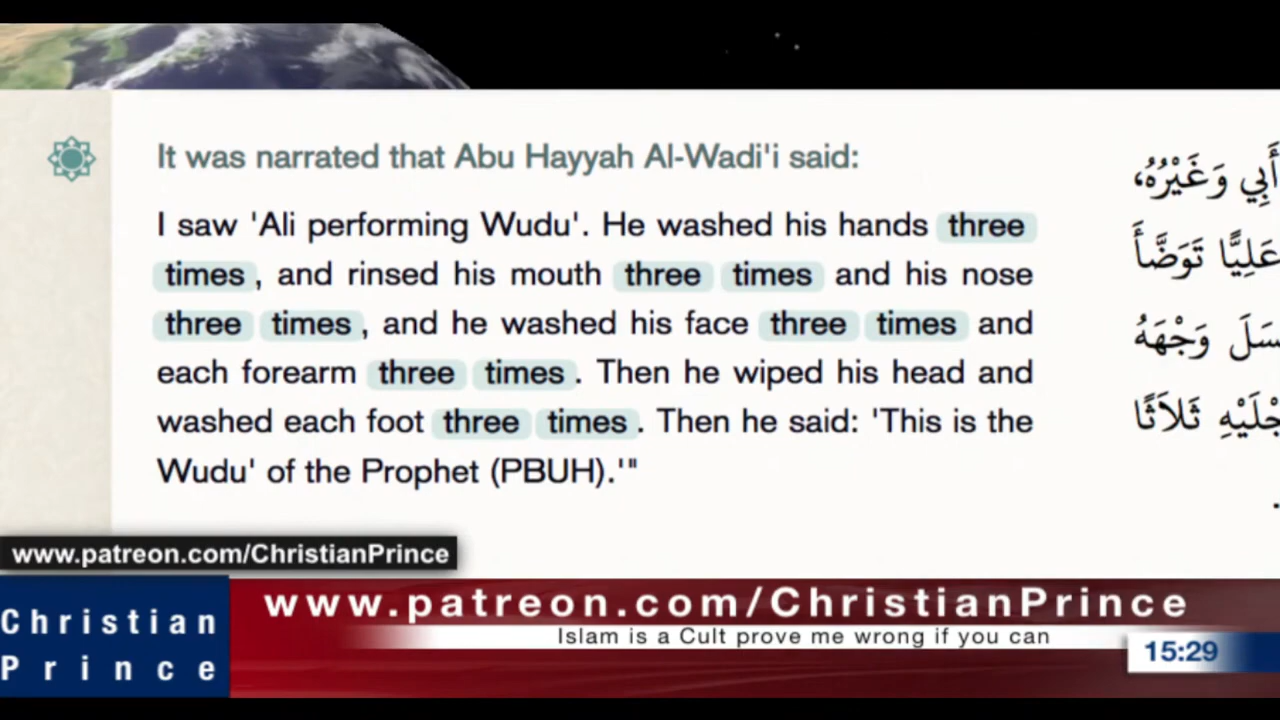 It was narrated that Abu Hayyah Al-Wadi'i said:
I saw 'Ali performing Wudu'. He washed his hands three
times, and rinsed his mouth three times and his nose
three times, and he washed his face three times and
each forearm three times. Then he wiped his head and
washed each foot three times. Then he said: 'This is the
Wudu' of the Prophet (PBUH).'"
أَبِي وَغَيْرُهُ،
عَلِيًّا تَوَضَّأَ
سَلَ وَجْهَهُ
جْلَيْهِ ثَلاَثًا
.
www.patreon.com/ChristianPrince
Christian
Prince
www.patreon.com/ChristianPrince
Islam is a Cult prove me wrong if you can
15:29